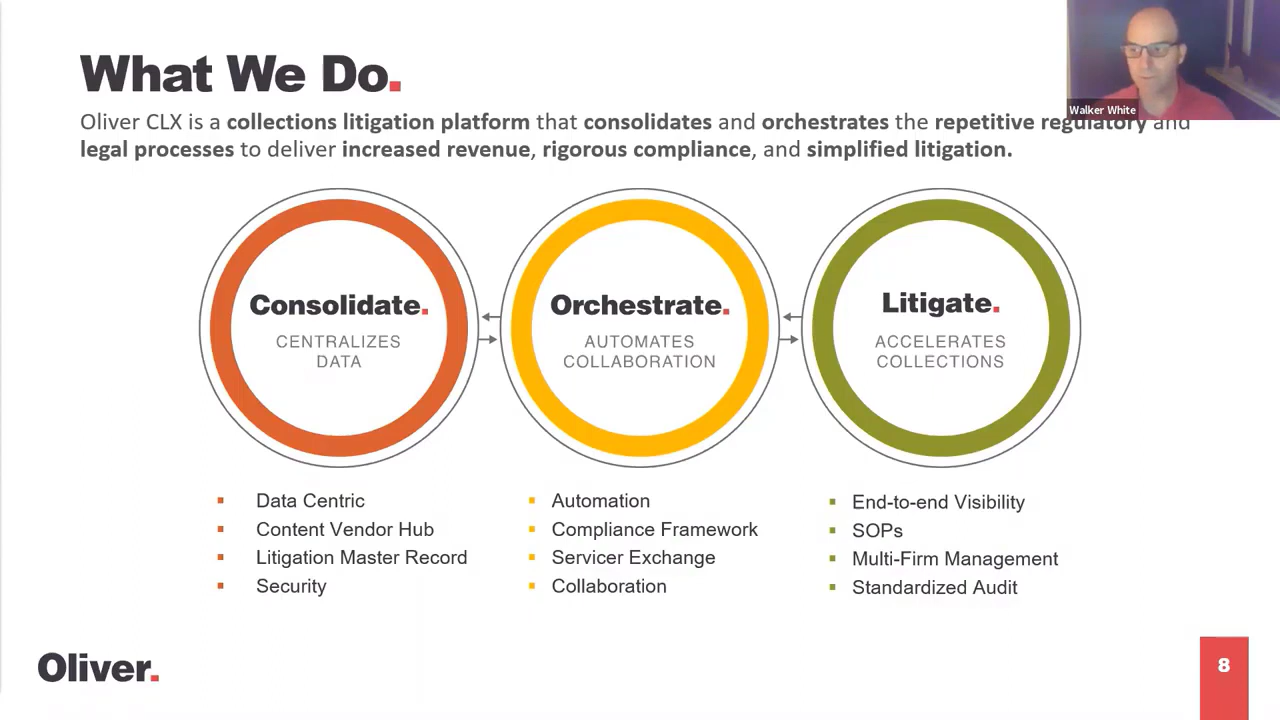 What We Do.
Walker White
Oliver CLX is a collections litigation platform that consolidates and orchestrates the repetitive regulatory and
legal processes to deliver increased revenue, rigorous compliance, and simplified litigation.
Consolidate.
CENTRALIZES
DATA
Orchestrate.
AUTOMATES
COLLABORATION
Litigate.
ACCELERATES
COLLECTIONS
Data Centric
Content Vendor Hub
Litigation Master Record
Security
Automation
Compliance Framework
Servicer Exchange
Collaboration
End-to-end Visibility
SOPs
Multi-Firm Management
Standardized Audit
Oliver.
8